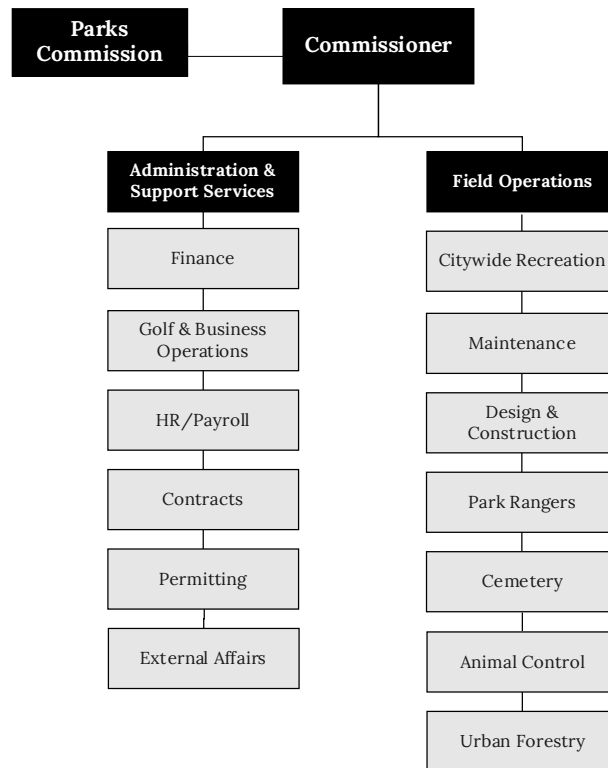 Parks
Commission
Commissioner
Administration &
Support Services
Finance
Golf & Business
Operations
HR/Payroll
Contracts
Permitting
External Affairs
Field Operations
Citywide Recreation
Maintenance
Design &
Construction
Park Rangers
Cemetery
Animal Control
Urban Forestry